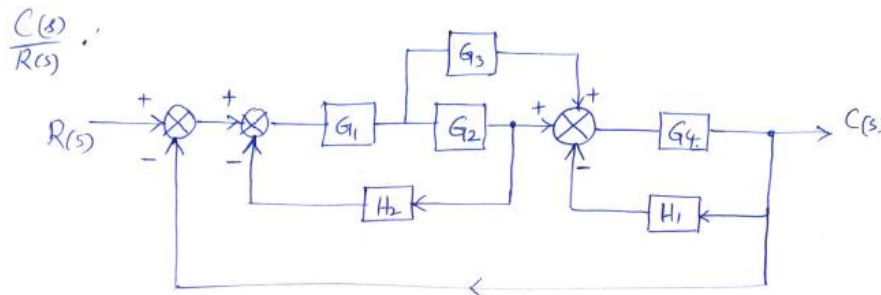 C(s)
R(s)
G3
+
+
+
+
+
R(s)
G1
G2
G4.
C(s)
−
−
−
H2
H1